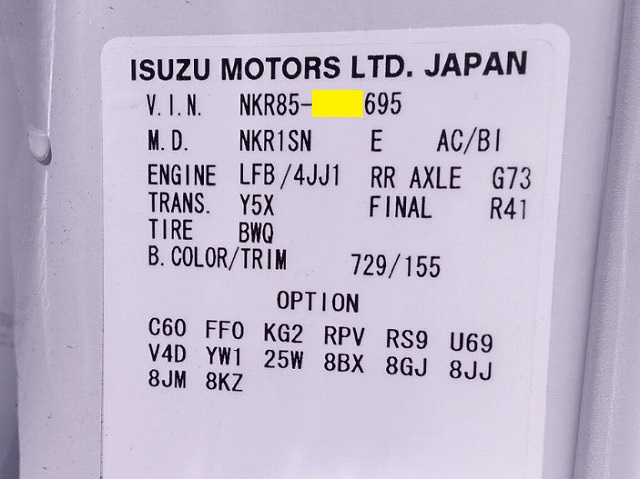 ISUZU MOTORS LTD. JAPAN
V.I.N. NKR85- 695
M.D. NKR1SN E AC/BI
ENGINE LFB/4JJ1 RR AXLE G73
TRANS. Y5X FINAL R41
TIRE BWQ
B.COLOR/TRIM 729/155
OPTION
C60 FF0 KG2 RPV RS9 U69
V4D YW1 25W 8BX 8GJ 8JJ
8JM 8KZ